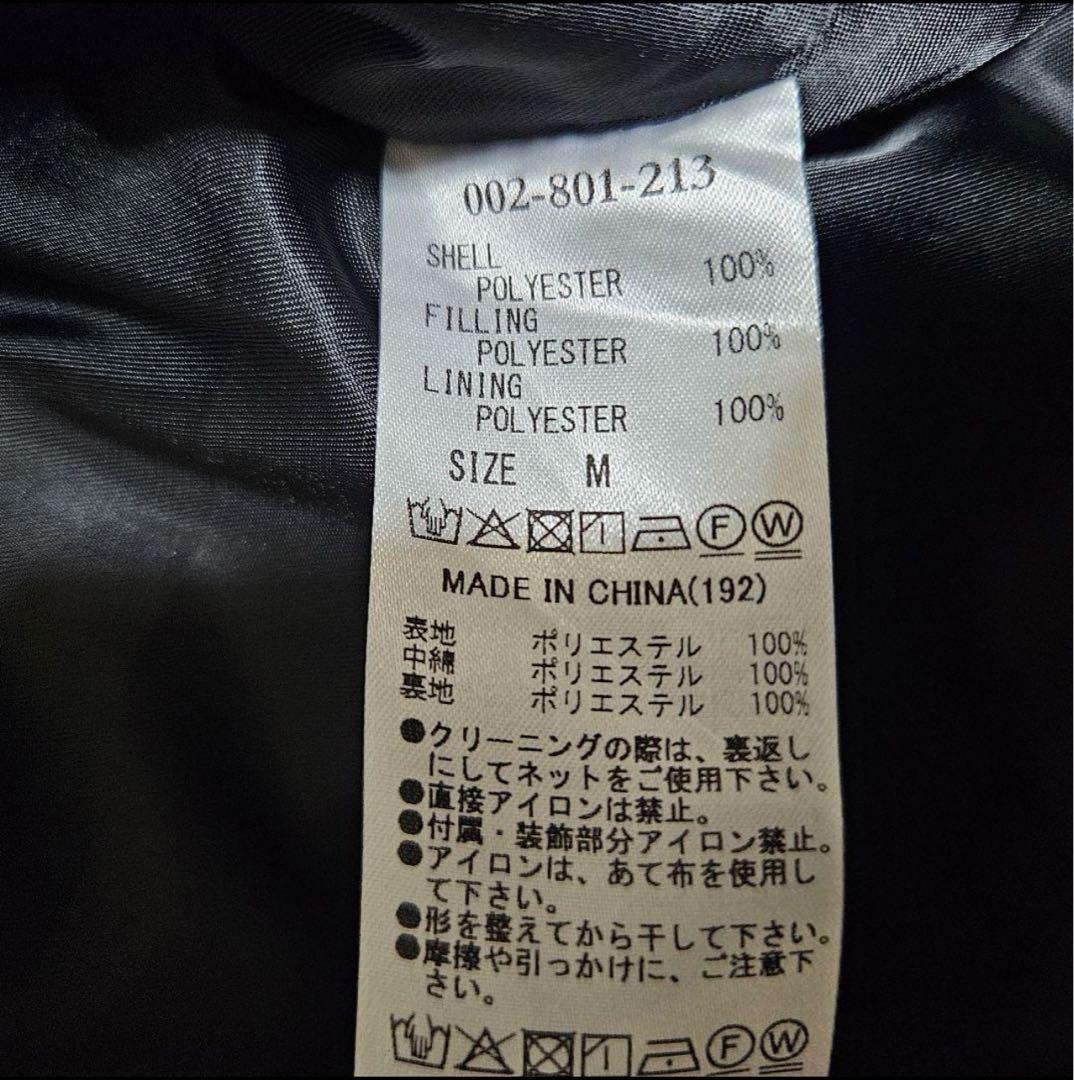 002-801-213
SHELL
POLYESTER 100%
FILLING
POLYESTER 100%
LINING
POLYESTER 100%
SIZE M
F W
MADE IN CHINA(192)
表地 ポリエステル 100%
中綿 ポリエステル 100%
裏地 ポリエステル 100%
●クリーニングの際は、裏返し
にしてネットをご使用下さい。
●直接アイロンは禁止。
●付属・装飾部分アイロン禁止。
●アイロンは、あて布を使用し
て下さい。
●形を整えてから干して下さい。
●摩擦や引っかけに、ご注意下
さい。
F W